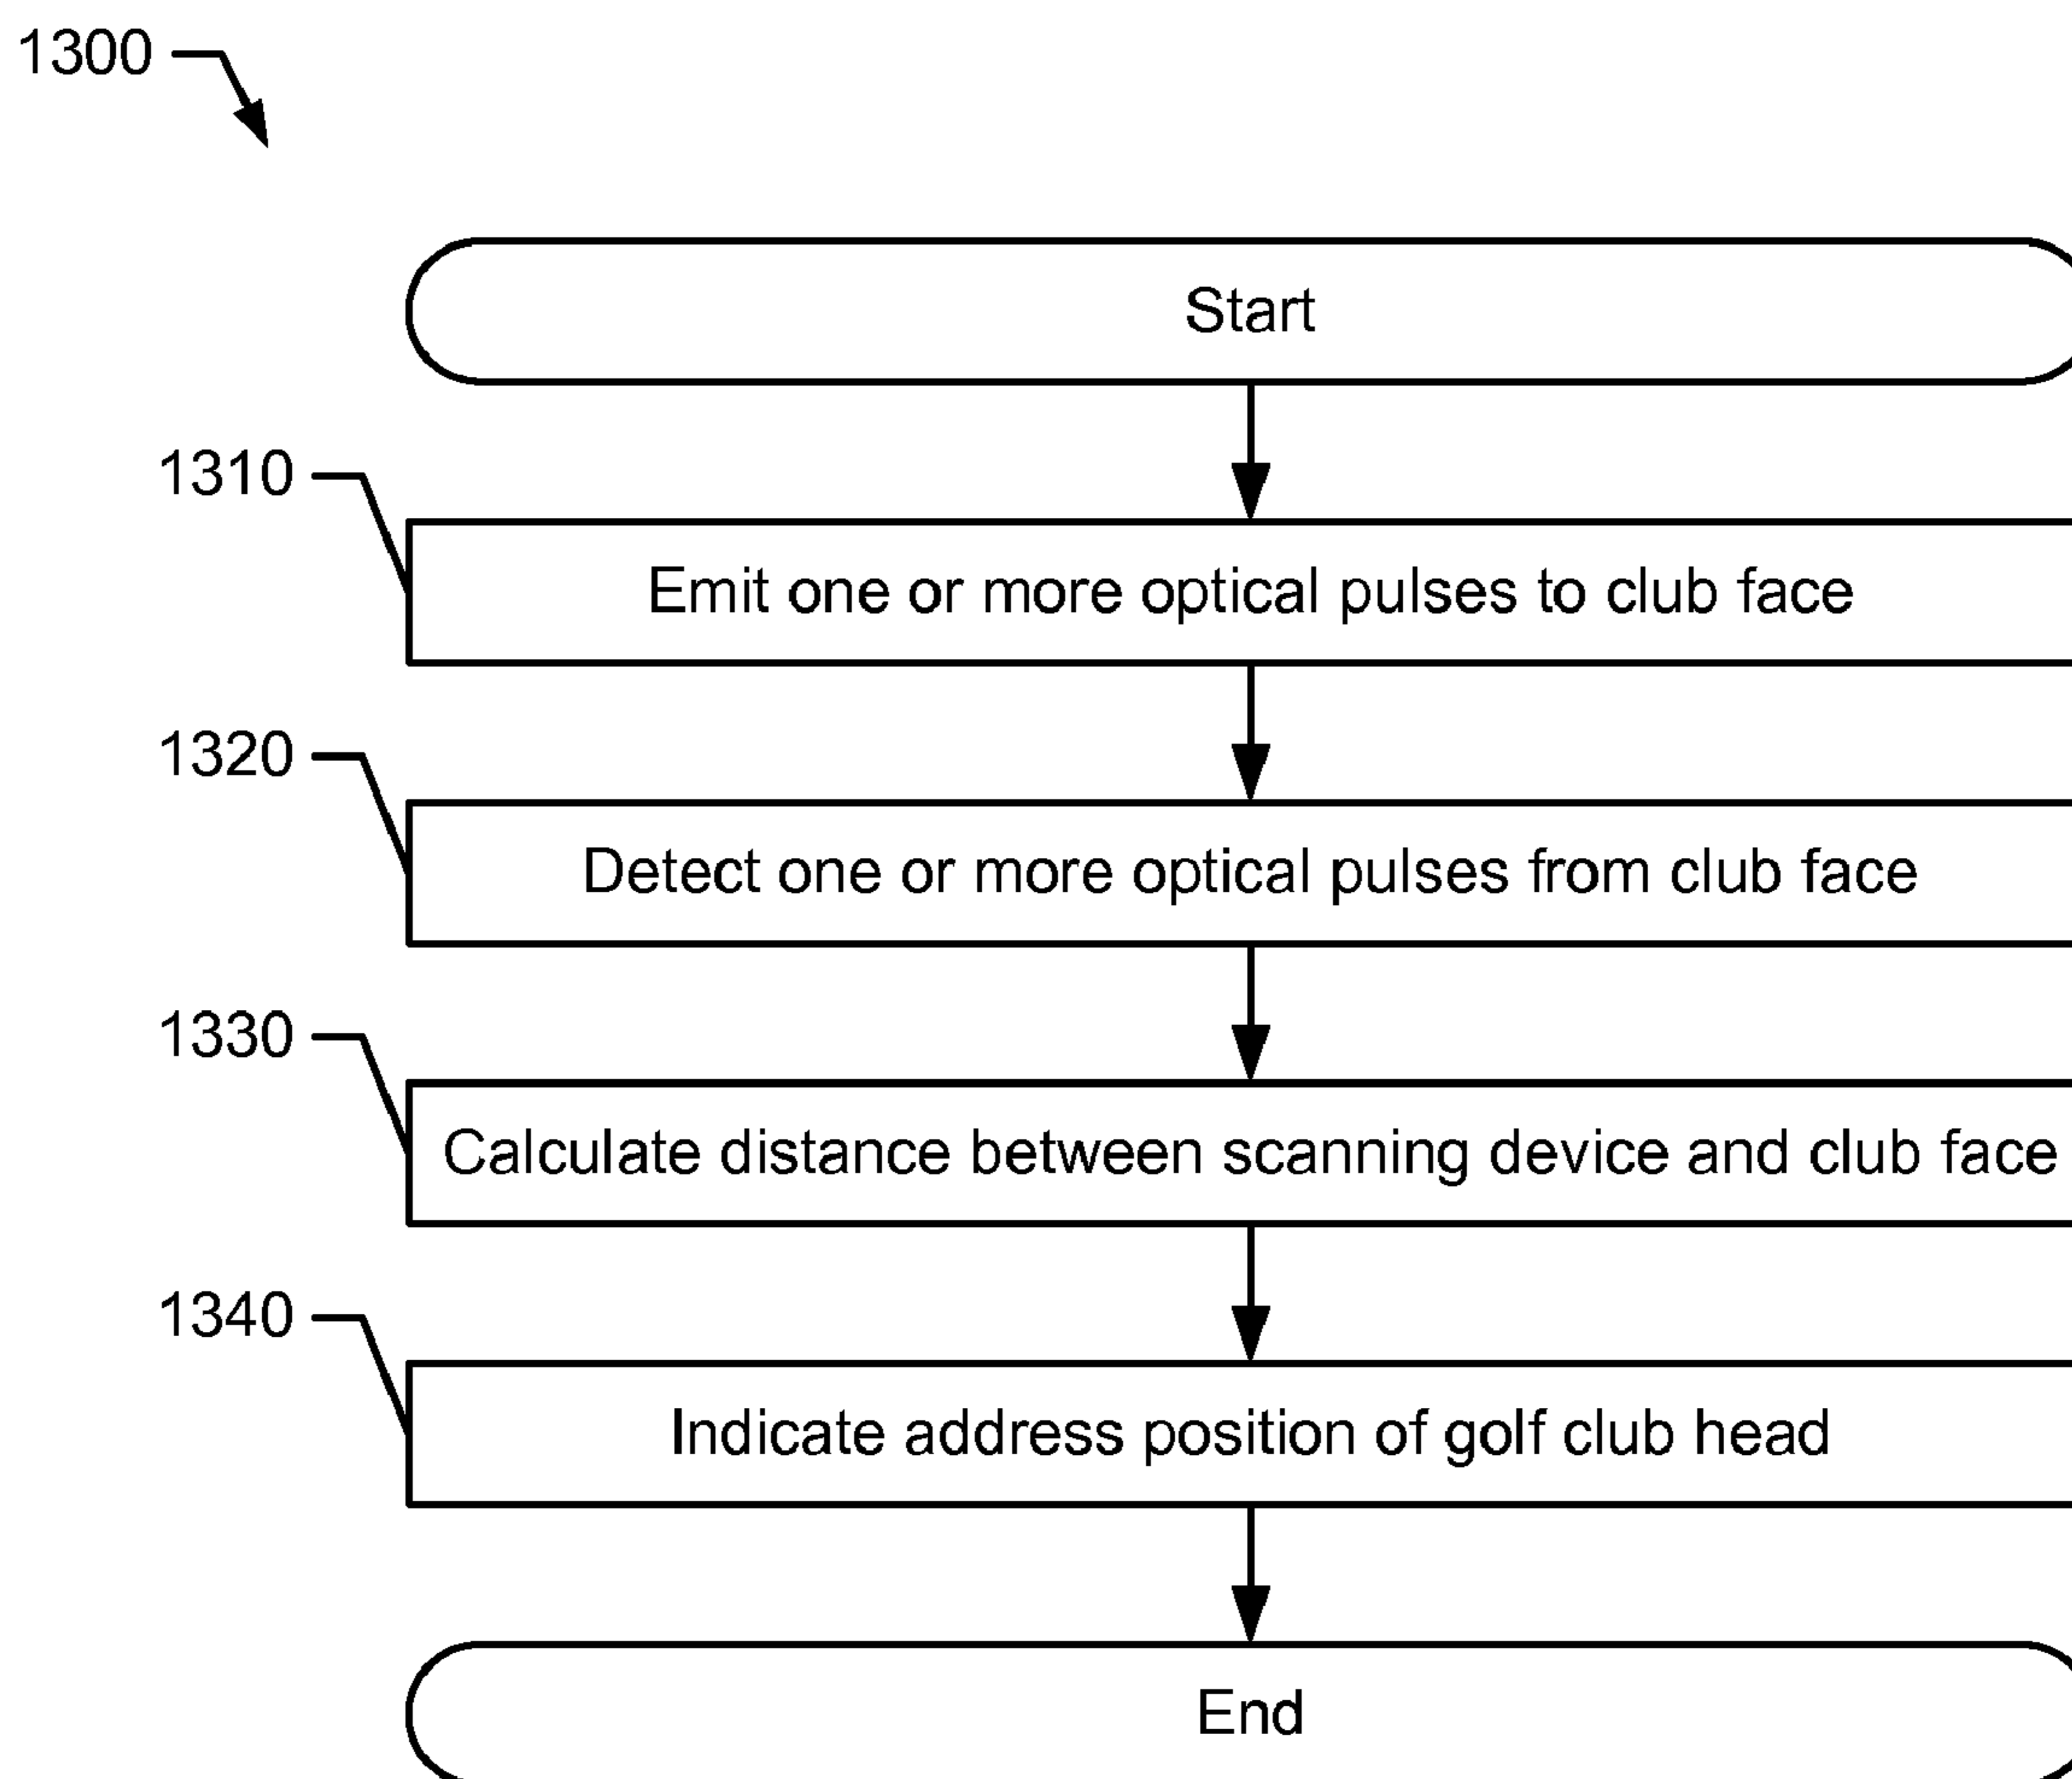 1300
Start
1310
Emit one or more optical pulses to club face
1320
Detect one or more optical pulses from club face
1330
Calculate distance between scanning device and club face
1340
Indicate address position of golf club head
End